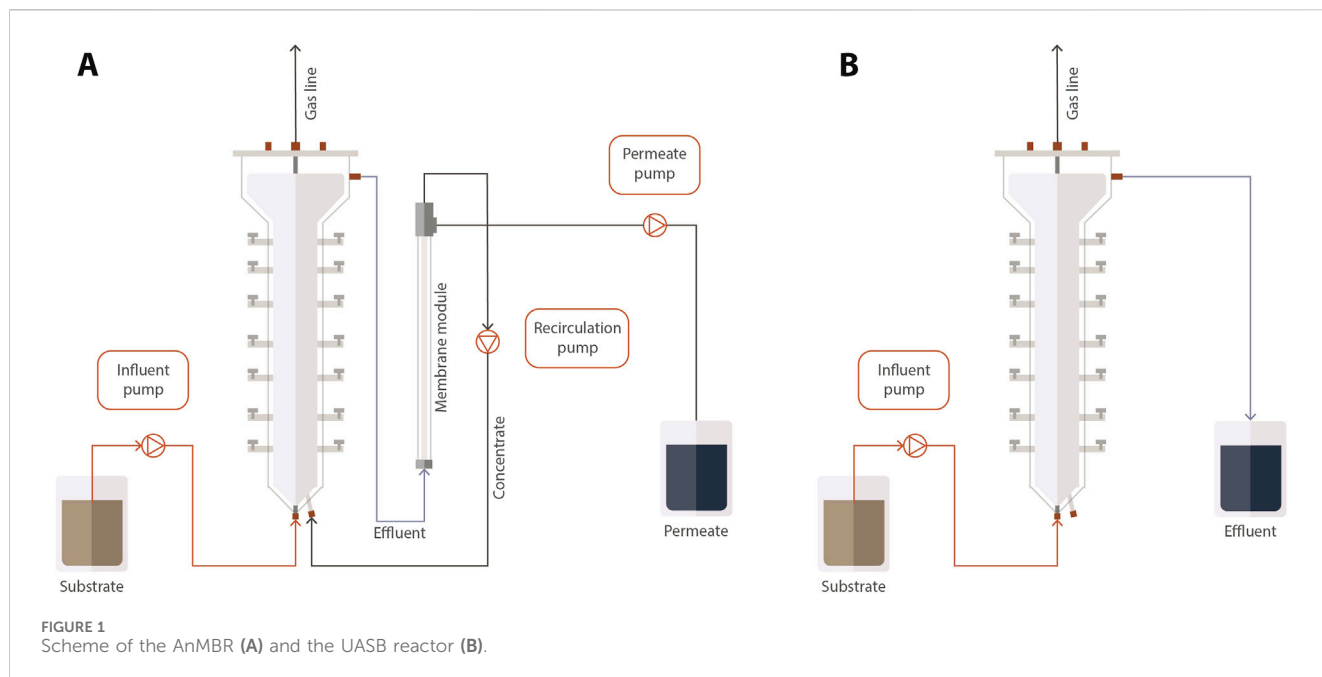 A
Gas line
Permeate
pump
Membrane module
Recirculation
pump
Influent
pump
Concentrate
Effluent
Substrate
Permeate
B
Gas line
Influent
pump
Substrate
Effluent
FIGURE 1
Scheme of the AnMBR (A) and the UASB reactor (B).